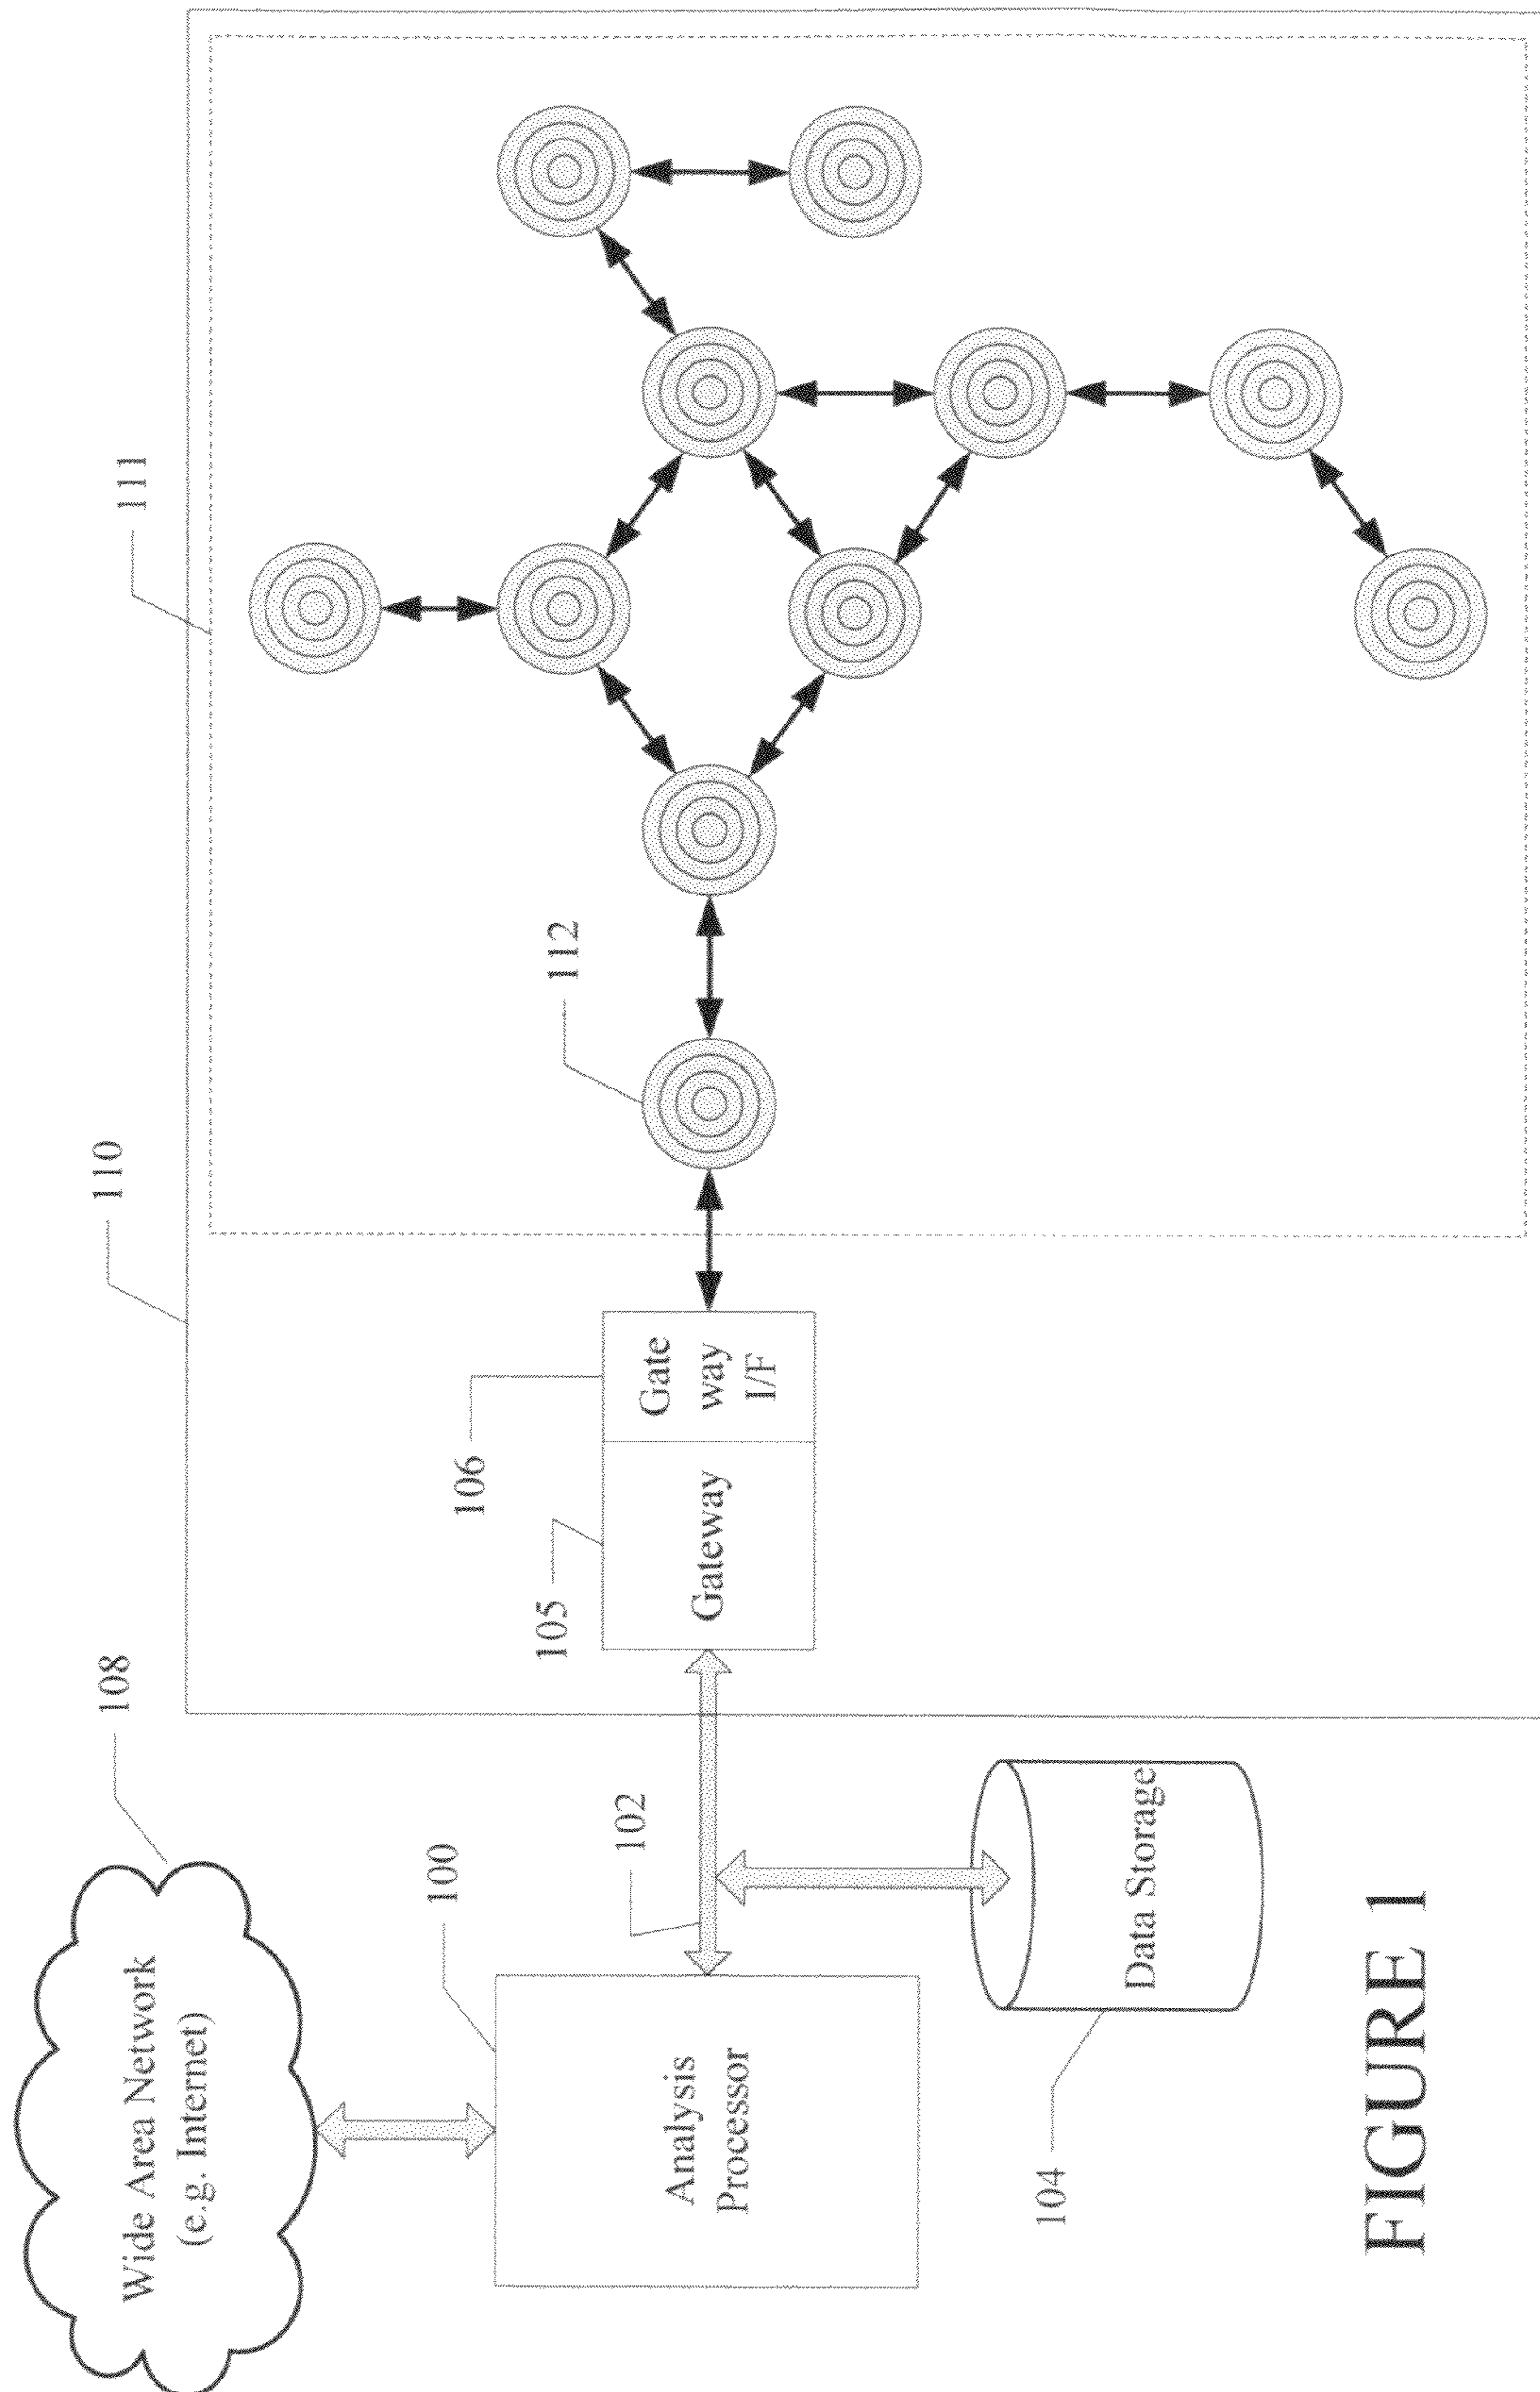 108
Wide Area Network
(e.g. Internet)
110
111
100
Analysis
Processor
102
105
Gateway
106
Gate
way
I/F
112
104
Data Storage
FIGURE 1